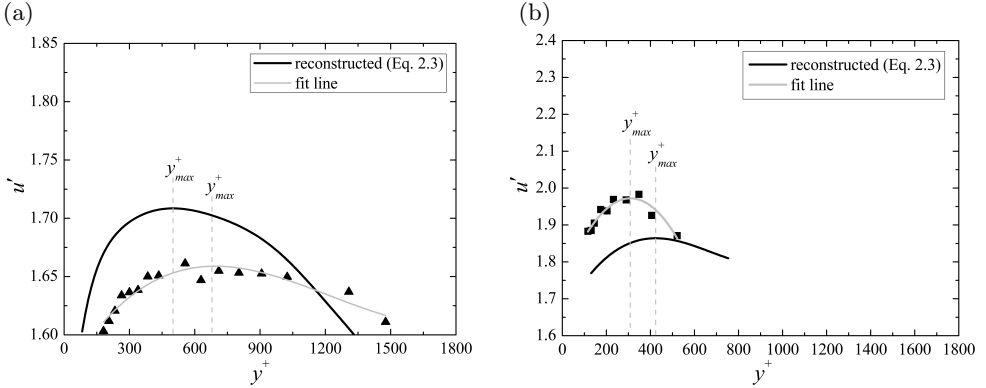 (a)
1.85
1.80
1.75
1.70
1.65
1.60
u'
0 300 600 900 1200 1500 1800
y⁺
reconstructed (Eq. 2.3)
fit line
y⁺max
y⁺max
(b)
2.4
2.3
2.2
2.1
2.0
1.9
1.8
1.7
1.6
u'
0 200 400 600 800 1000 1200 1400 1600 1800
y⁺
reconstructed (Eq. 2.3)
fit line
y⁺max
y⁺max